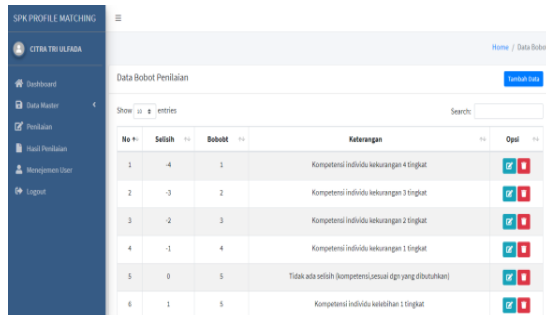 SPK PROFILE MATCHING
CITRA TRI ULFADA
Home / Data Bobo
Dashboard
Data Master
Penilaian
Hasil Penilaian
Menejemen User
Logout
Data Bobot Penilaian
Tambah Data
Show 10 entries
Search:
No Selisih Bobobt Keterangan Opsi
1 -4 1 Kompetensi individu kekurangan 4 tingkat
2 -3 2 Kompetensi individu kekurangan 3 tingkat
3 -2 3 Kompetensi individu kekurangan 2 tingkat
4 -1 4 Kompetensi individu kekurangan 1 tingkat
5 0 5 Tidak ada selisih (kompetensi,sesuai dgn yang dibutuhkan)
6 1 5 Kompetensi individu kelebihan 1 tingkat